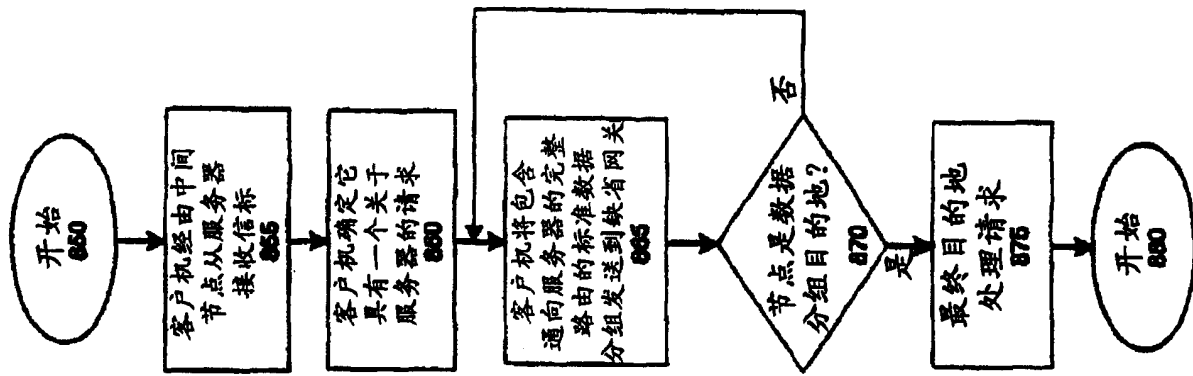 开始
850
客户机经由中间
节点从服务器
接收信标
855
客户机确定它
具有一个关于
服务器的请求
860
客户机将包含
通向服务器的完整
路由的标准数据
分组发送到缺省网关
865
节点是数据
分组目的地?
870
否
是
最终目的地
处理请求
875
开始
880